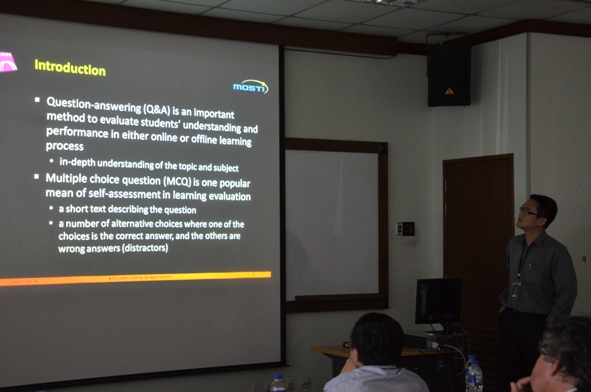 Introduction
MOSTI
▪ Question-answering (Q&A) is an important
method to evaluate students' understanding and
performance in either online or offline learning
process
▪ in-depth understanding of the topic and subject
▪ Multiple choice question (MCQ) is one popular
mean of self-assessment in learning evaluation
▪ a short text describing the question
▪ a number of alternative choices where one of the
choices is the correct answer, and the others are
wrong answers (distractors)